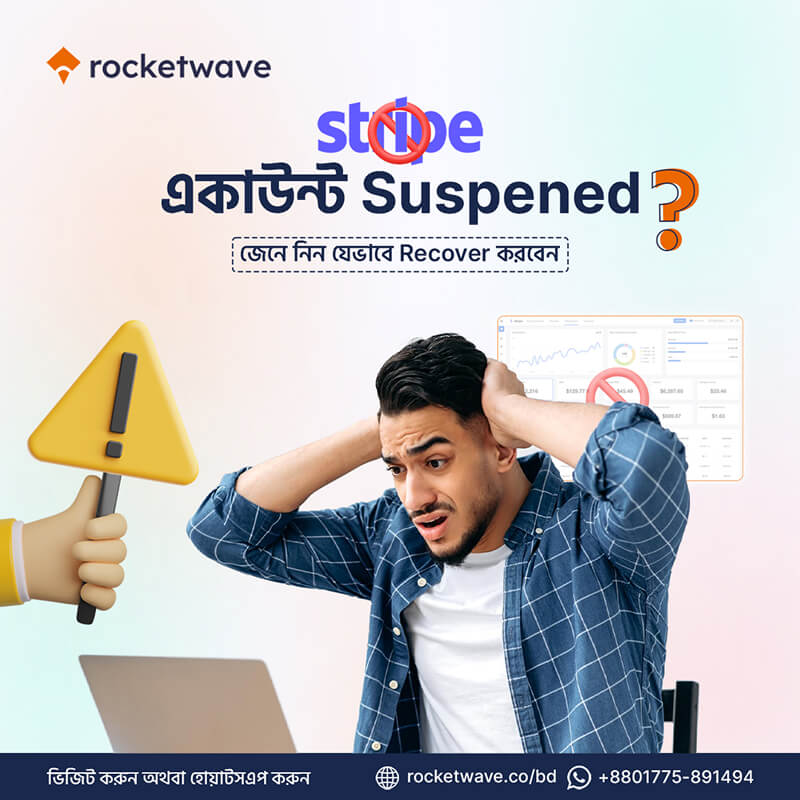 rocketwave
stripe
একাউন্ট Suspened?
জেনে নিন যেভাবে Recover করবেন
ভিজিট করুন অথবা হোয়াটসএপ করুন
rocketwave.co/bd
+8801775-891494